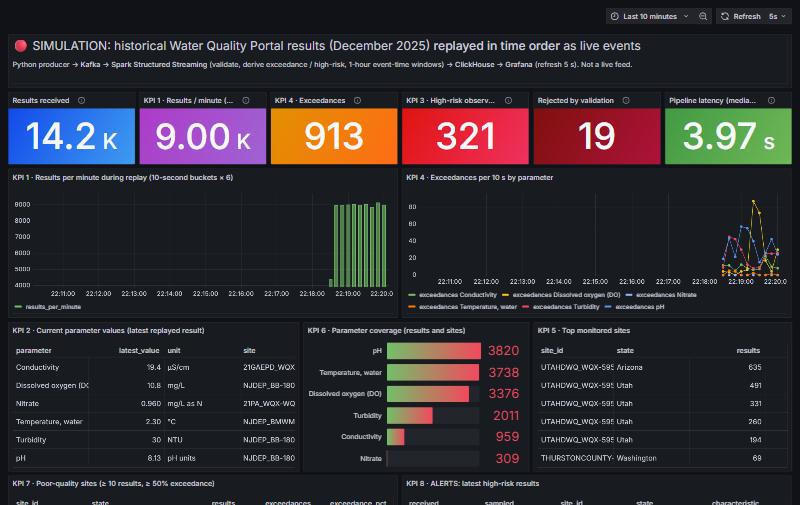 Last 10 minutes
Refresh 5s
SIMULATION: historical Water Quality Portal results (December 2025) replayed in time order as live events
Python producer → Kafka → Spark Structured Streaming (validate, derive exceedance / high-risk, 1-hour event-time windows) → ClickHouse → Grafana (refresh 5 s). Not a live feed.
Results received
KPI 1 · Results / minute (...
KPI 4 · Exceedances
KPI 3 · High-risk observ...
Rejected by validation
Pipeline latency (media...
14.2 K
9.00 K
913
321
19
3.97 s
KPI 1 · Results per minute during replay (10-second buckets × 6)
9000
8000
7000
6000
5000
4000
22:11:00 22:12:00 22:13:00 22:14:00 22:15:00 22:16:00 22:17:00 22:18:00 22:19:00 22:20:0
results_per_minute
KPI 4 · Exceedances per 10 s by parameter
80
60
40
20
0
22:11:00 22:12:00 22:13:00 22:14:00 22:15:00 22:16:00 22:17:00 22:18:00 22:19:00 22:20:0
exceedances Conductivity exceedances Dissolved oxygen (DO) exceedances Nitrate
exceedances Temperature, water exceedances Turbidity exceedances pH
KPI 2 · Current parameter values (latest replayed result)
parameter latest_value unit site
Conductivity 19.4 µS/cm 21GAEPD_WQX
Dissolved oxygen (DO 10.8 mg/L NJDEP_BB-180
Nitrate 0.960 mg/L as N 21PA_WQX-WQ
Temperature, water 2.30 °C NJDEP_BMWM
Turbidity 30 NTU NJDEP_BB-180
pH 8.13 pH units NJDEP_BB-180
KPI 6 · Parameter coverage (results and sites)
pH 3820
Temperature, water 3738
Dissolved oxygen (DO) 3376
Turbidity 2011
Conductivity 959
Nitrate 309
KPI 5 · Top monitored sites
site_id state results
UTAHDWQ_WQX-595 Arizona 635
UTAHDWQ_WQX-595 Utah 491
UTAHDWQ_WQX-595 Utah 331
UTAHDWQ_WQX-595 Utah 260
UTAHDWQ_WQX-595 Utah 194
THURSTONCOUNTY- Washington 69
KPI 7 · Poor-quality sites (≥ 10 results, ≥ 50% exceedance)
site_id state results exceedances exceedance_pct
KPI 8 · ALERTS: latest high-risk results
received sampled site_id state characteristic